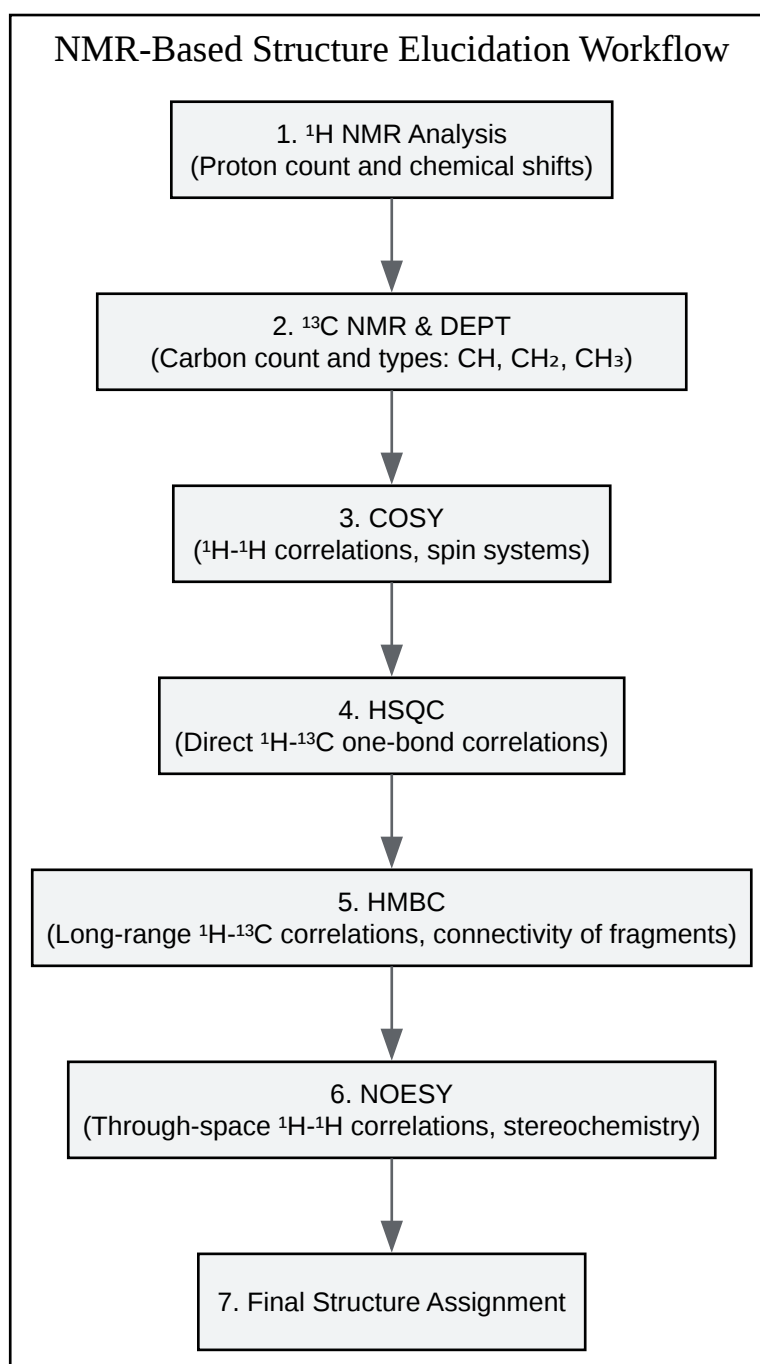 NMR-Based Structure Elucidation Workflow
1. ¹H NMR Analysis
(Proton count and chemical shifts)
2. ¹³C NMR & DEPT
(Carbon count and types: CH, CH₂, CH₃)
3. COSY
(¹H-¹H correlations, spin systems)
4. HSQC
(Direct ¹H-¹³C one-bond correlations)
5. HMBC
(Long-range ¹H-¹³C correlations, connectivity of fragments)
6. NOESY
(Through-space ¹H-¹H correlations, stereochemistry)
7. Final Structure Assignment